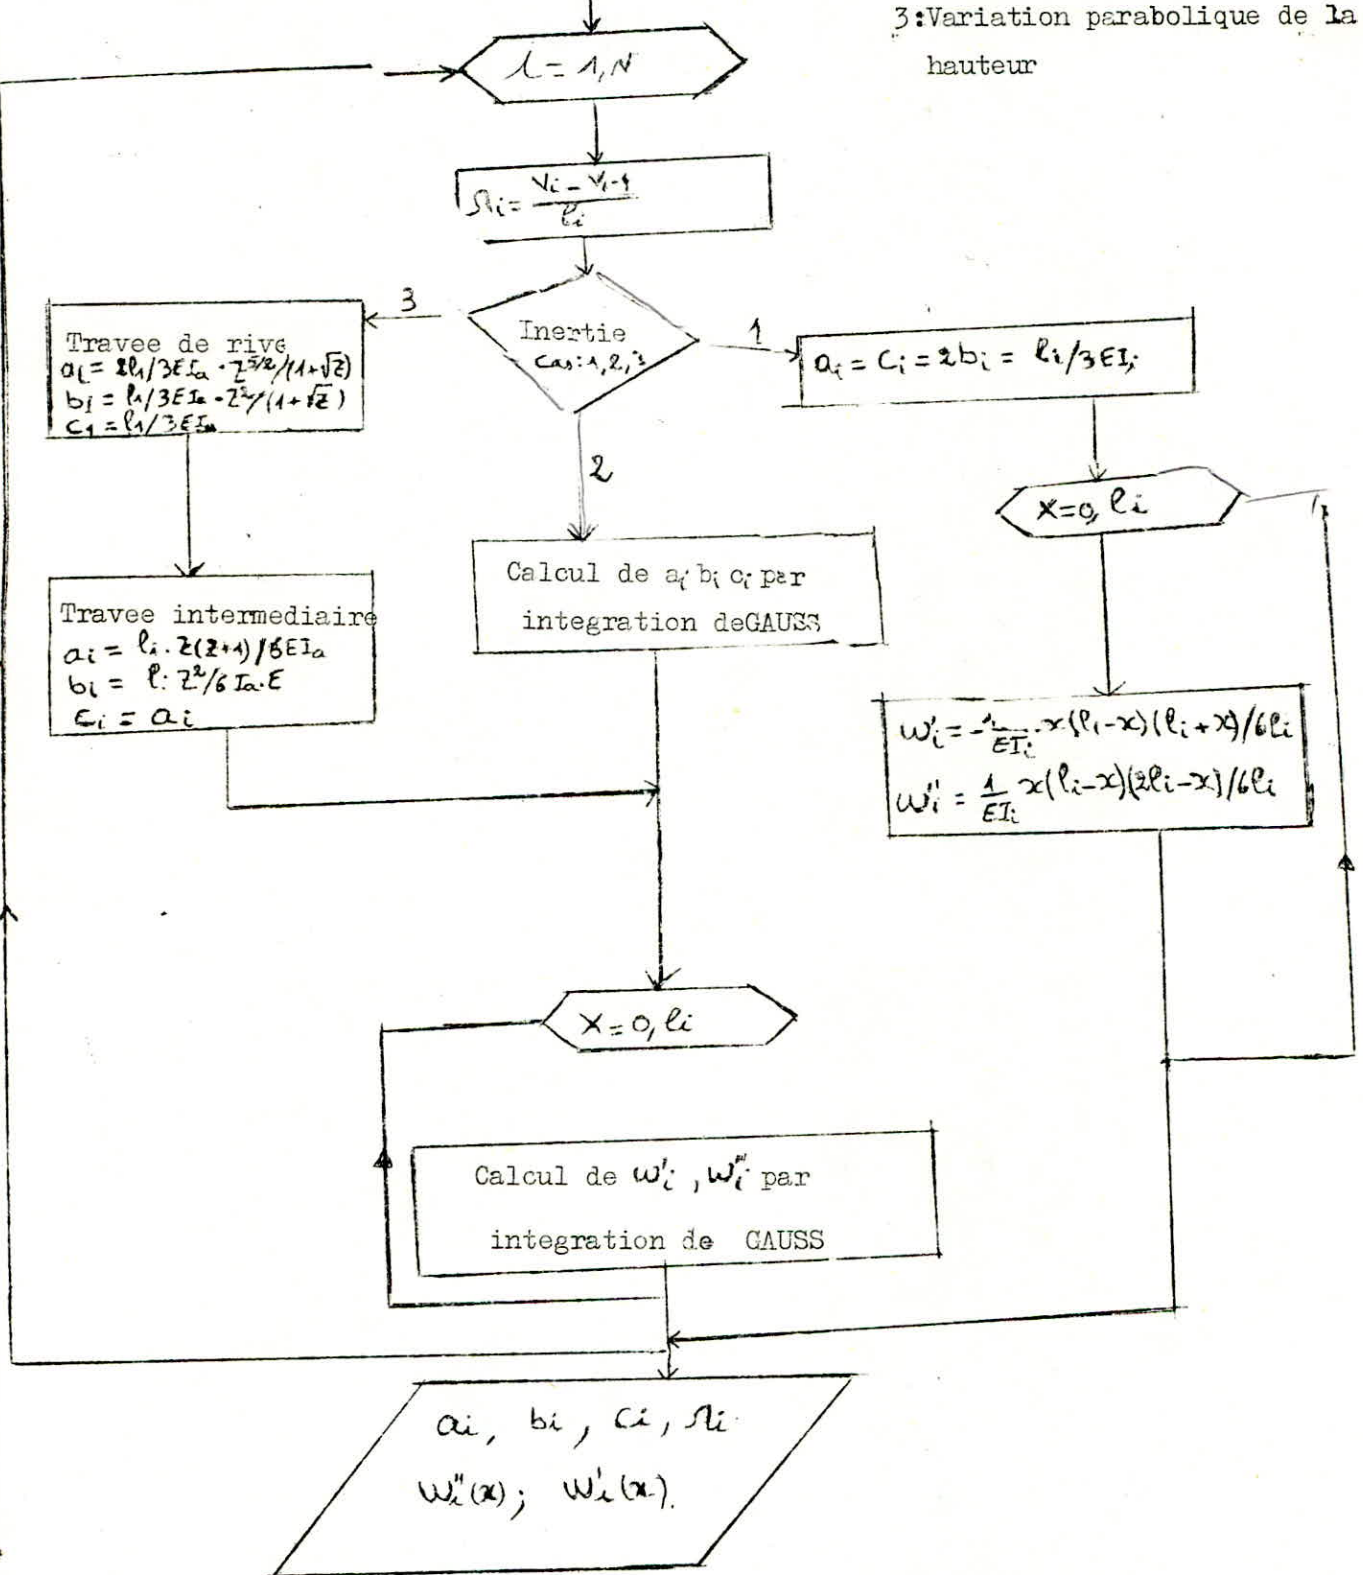 3:Variation parabolique de la
hauteur
i = 1, N
Ωi = (Vi - Vi-1) / li
3
Inertie
cas: 1, 2, 3
1
2
Travee de rive
ai = 2l1/3EIa · Z^5/2/(1+√Z)
bi = l1/3EIa · Z²/(1+√Z)
C1 = l1/3EIa
ai = Ci = 2bi = li/3EIi
X=0, li
Calcul de ai bi ci par
integration deGAUSS
Travee intermediaire
ai = li . Z(Z+1)/6EIa
bi = li Z²/6 Ia.E
Ci = ai
ω'i = -1/EIi . x(li-x)(li+x)/6li
ω''i = 1/EIi x(li-x)(2li-x)/6li
X=0, li
Calcul de ω'i , ω''i par
integration de GAUSS
ai, bi, Ci, Ωi
ω''i(x); ω'i(x).